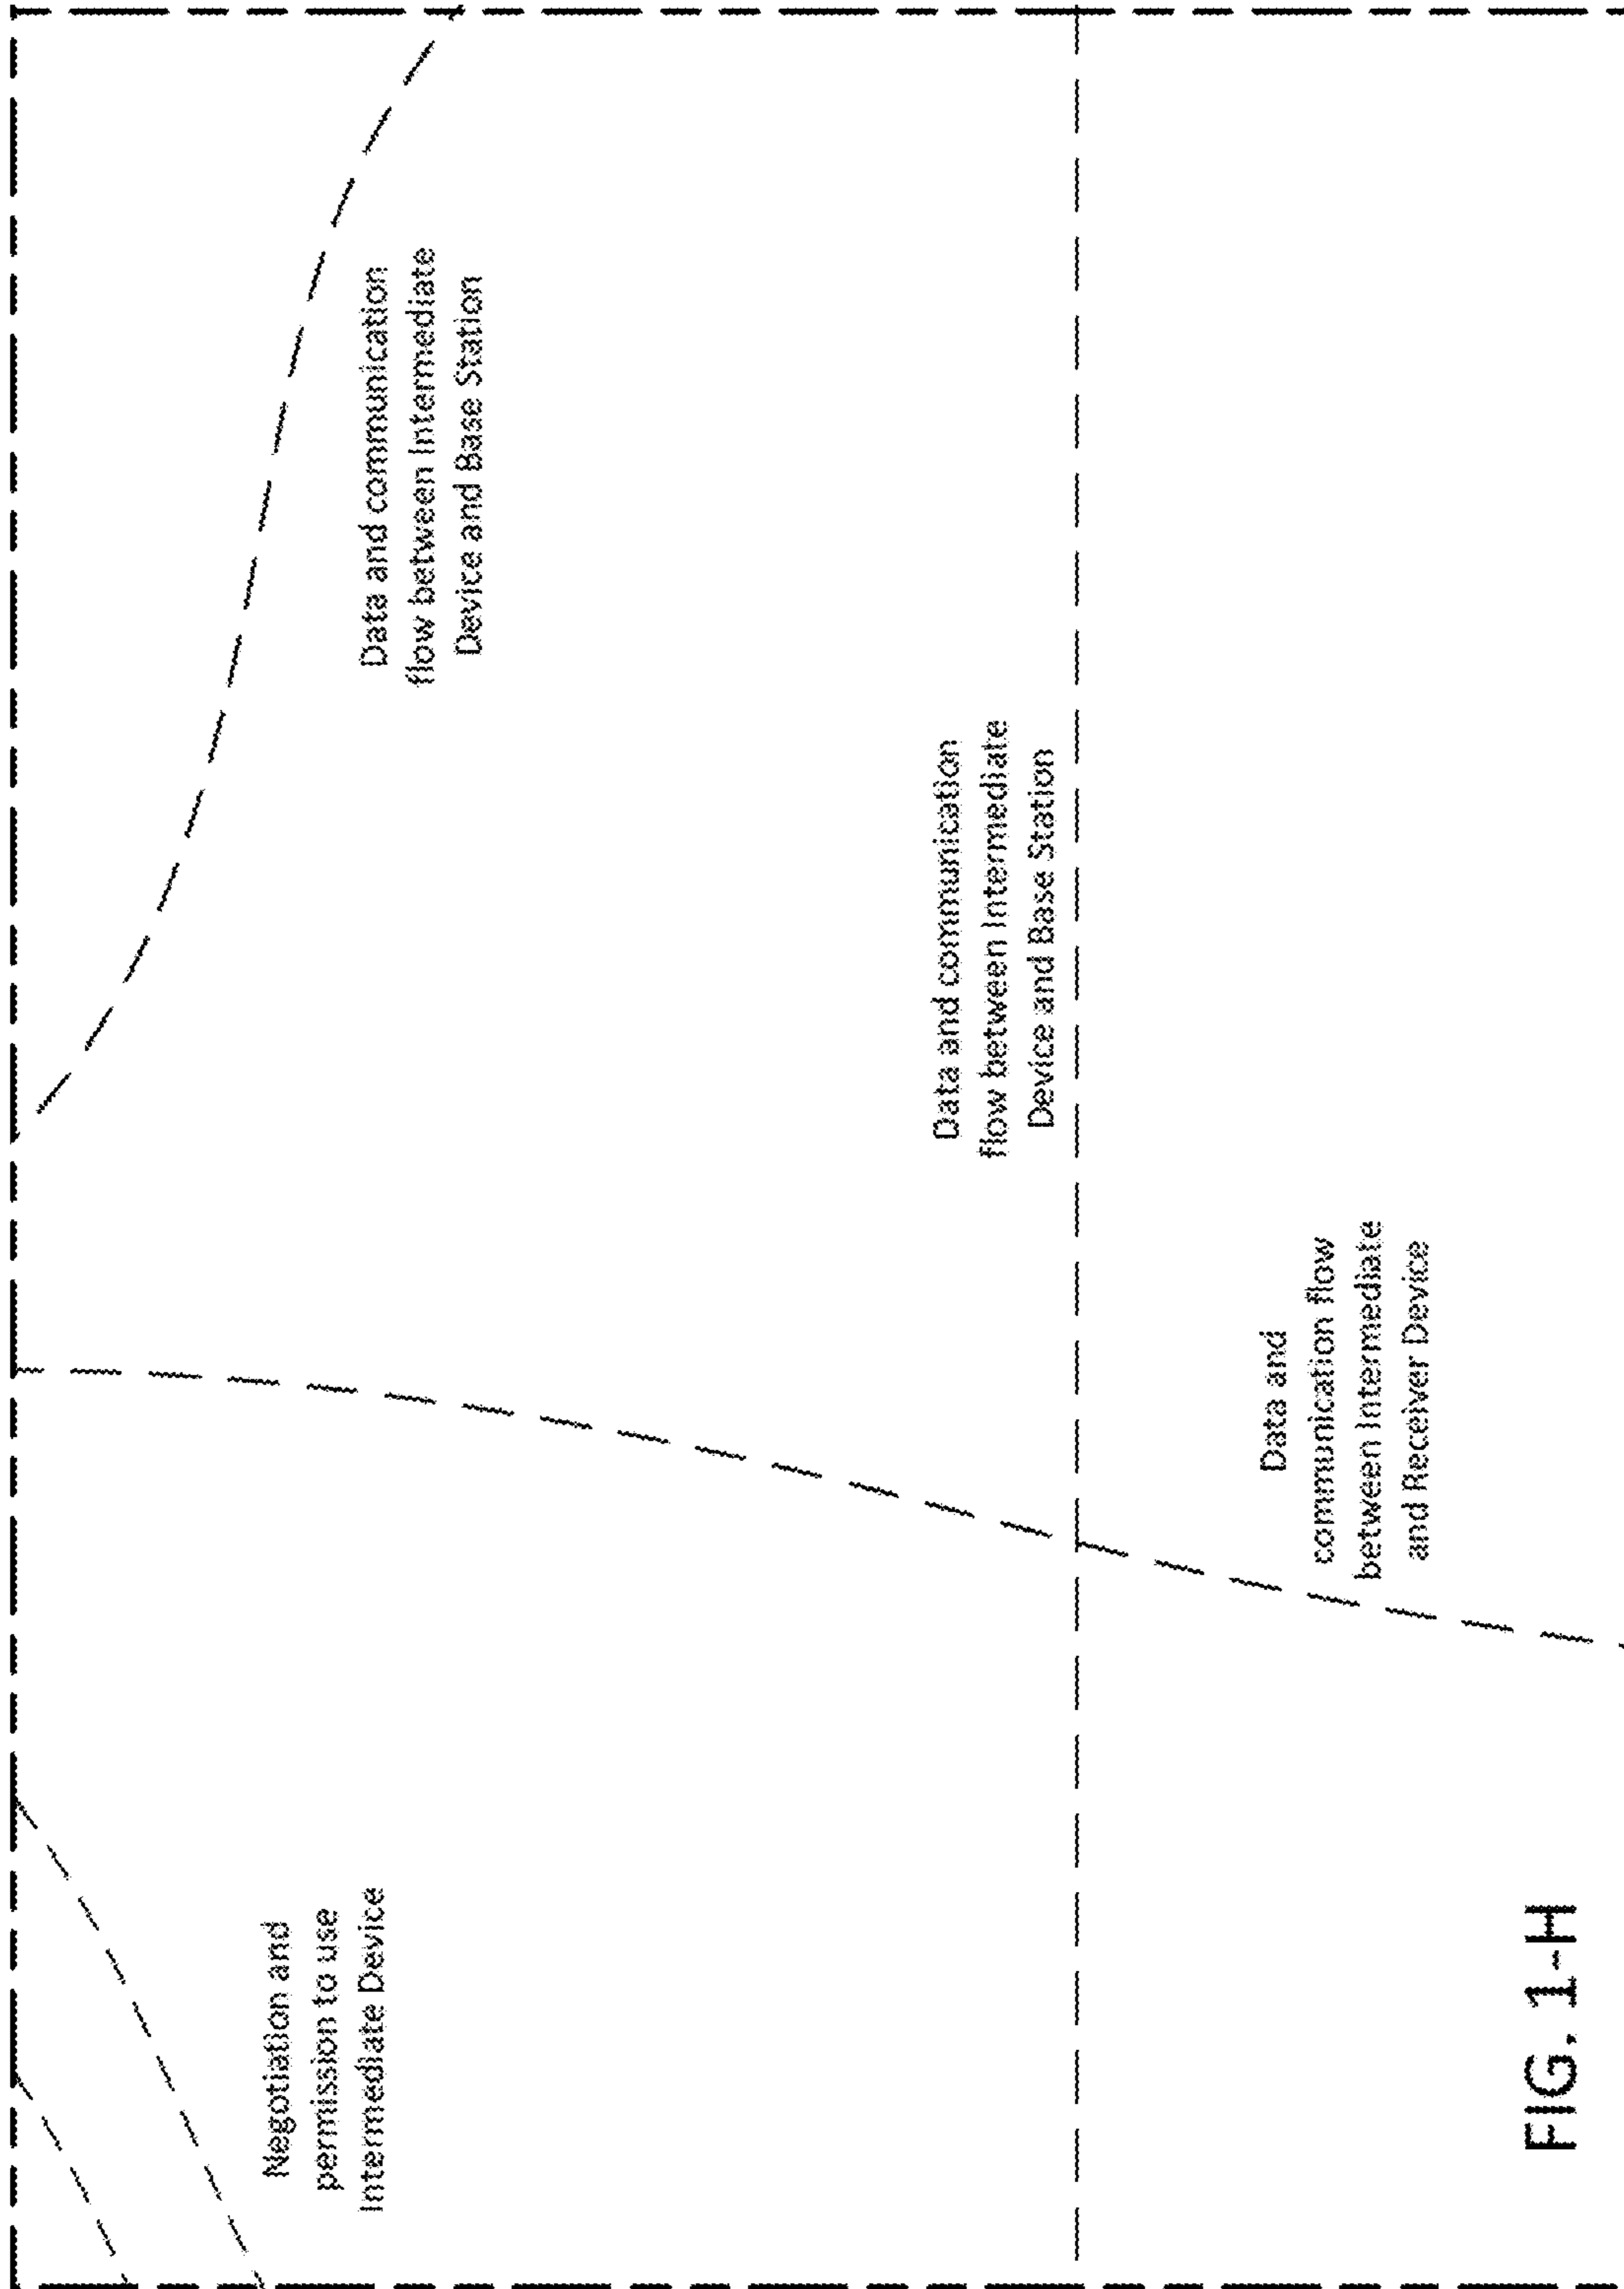 Negotiation and
permission to use
Intermediate Device
Data and communication
flow between Intermediate
Device and Base Station
Data and communication
flow between Intermediate
Device and Base Station
Data and
communication flow
between Intermediate
and Receiver Device
FIG. 1-H